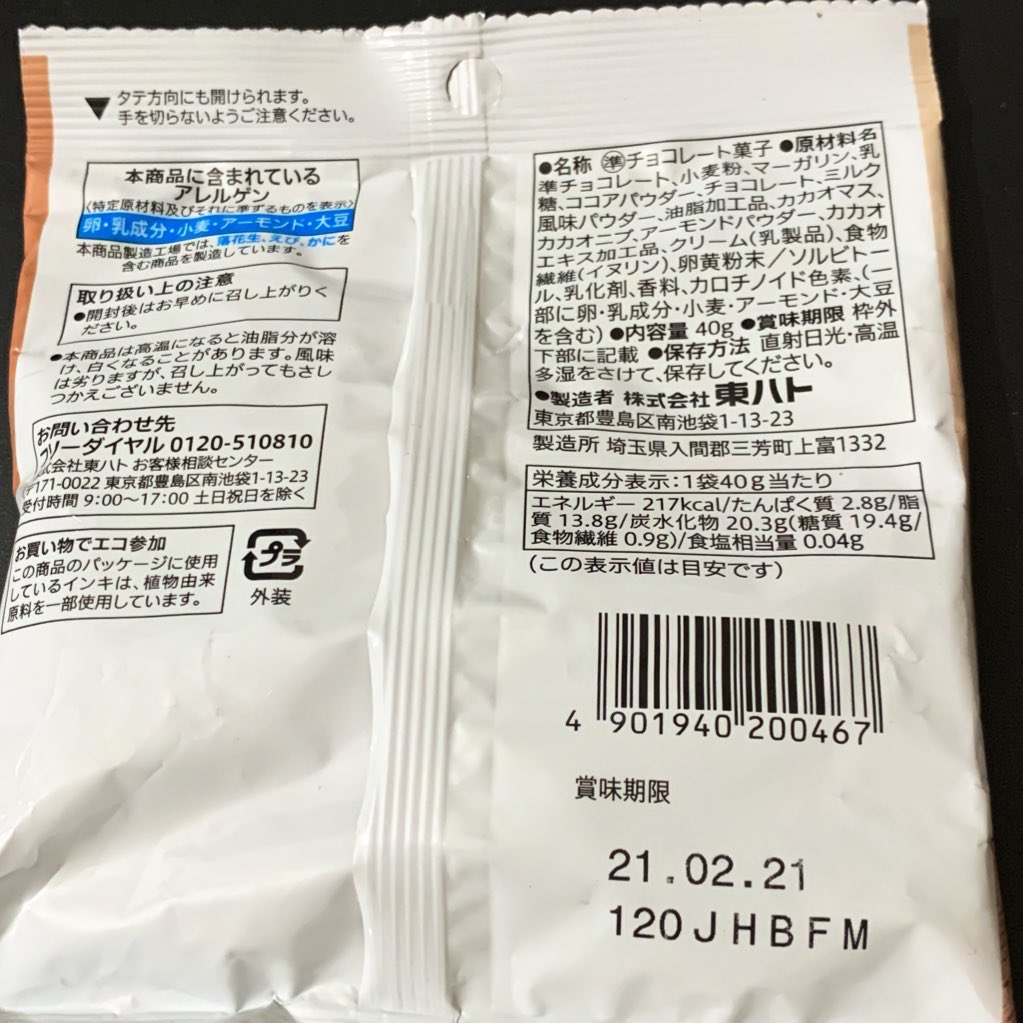 ▼タテ方向にも開けられます。
手を切らないようご注意ください。
本商品に含まれている
アレルゲン
(特定原材料及びそれに準ずるものを表示)
卵・乳成分・小麦・アーモンド・大豆
本商品製造工場では、落花生、えび、かにを
含む商品を製造しています。
取り扱い上の注意
●開封後はお早めに召し上がりく
ださい。
●本商品は高温になると油脂分が溶
け、白くなることがあります。風味
は劣りますが、召し上がってもさし
つかえございません。
お問い合わせ先
リーダイヤル 0120-510810
式会社東ハト お客様相談センター
〒171-0022 東京都豊島区南池袋1-13-23
受付時間 9:00〜17:00 土日祝日を除く
お買い物でエコ参加
この商品のパッケージに使用
しているインキは、植物由来
原料を一部使用しています。
プラ
外装
●名称 ㊜チョコレート菓子 ●原材料名
準チョコレート、小麦粉、マーガリン、乳
糖、ココアパウダー、チョコレート、ミルク
風味パウダー、油脂加工品、カカオマス、
カカオニブ、アーモンドパウダー、カカオ
エキス加工品、クリーム(乳製品)、食物
繊維(イヌリン)、卵黄粉末/ソルビトー
ル、乳化剤、香料、カロチノイド色素、(一
部に卵・乳成分・小麦・アーモンド・大豆
を含む) ●内容量 40g ●賞味期限 枠外
下部に記載 ●保存方法 直射日光・高温
多湿をさけて、保存してください。
●製造者 株式会社東ハト
東京都豊島区南池袋1-13-23
製造所 埼玉県入間郡三芳町上富1332
栄養成分表示:1袋40g当たり
エネルギー 217kcal/たんぱく質 2.8g/脂
質 13.8g/炭水化物 20.3g(糖質 19.4g/
食物繊維 0.9g)/食塩相当量 0.04g
(この表示値は目安です)
4 901940 200467
賞味期限
21.02.21
120JHBFM